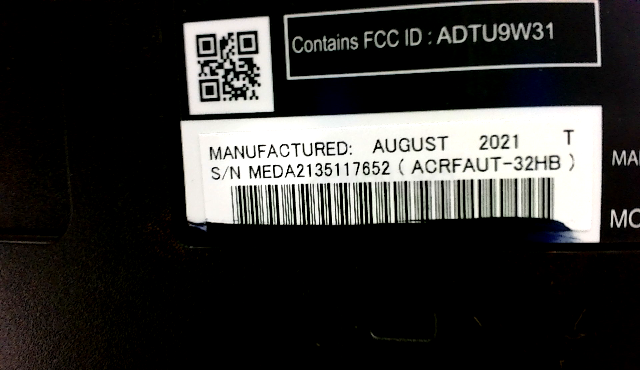 Contains FCC ID : ADTU9W31
MANUFACTURED: AUGUST 2021 T
S/N MEDA2135117652 ( ACRFAUT-32HB )